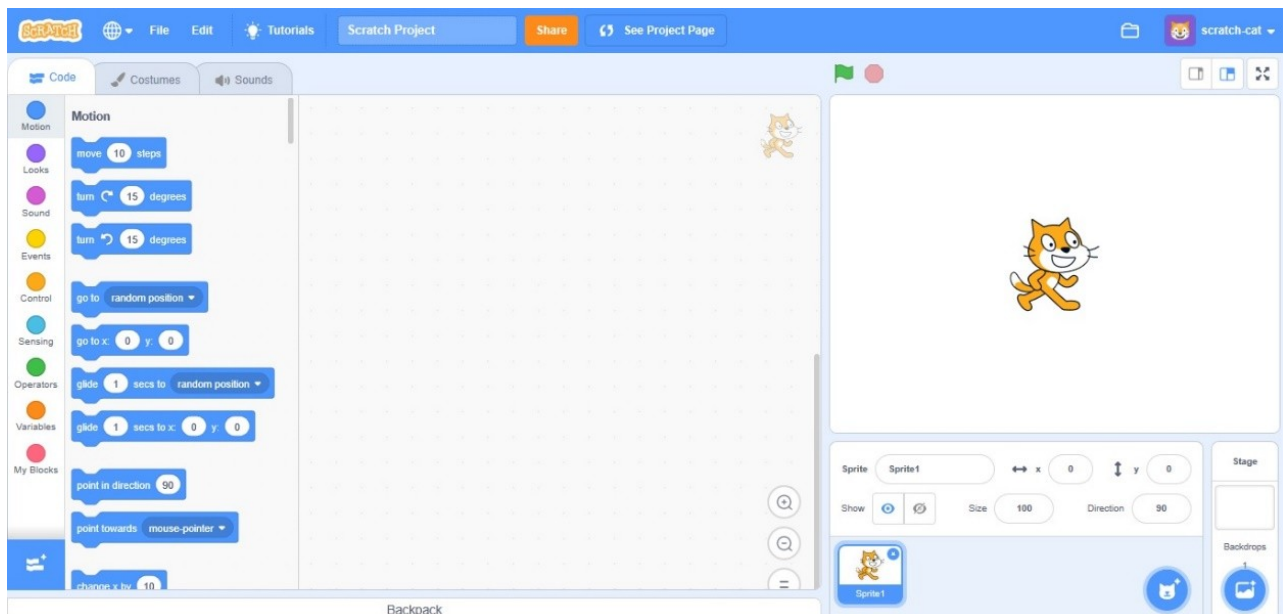 SCRATCH File Edit Tutorials Scratch Project Share See Project Page scratch-cat
Code Costumes Sounds
Motion
Looks
Sound
Events
Control
Sensing
Operators
Variables
My Blocks
Motion
move 10 steps
turn 15 degrees
turn 15 degrees
go to random position
go to x: 0 y: 0
glide 1 secs to random position
glide 1 secs to x: 0 y: 0
point in direction 90
point towards mouse-pointer
change x by 10
Backpack
Sprite Sprite1 x 0 y 0
Show Size 100 Direction 90
Sprite1
Stage
Backdrops
1